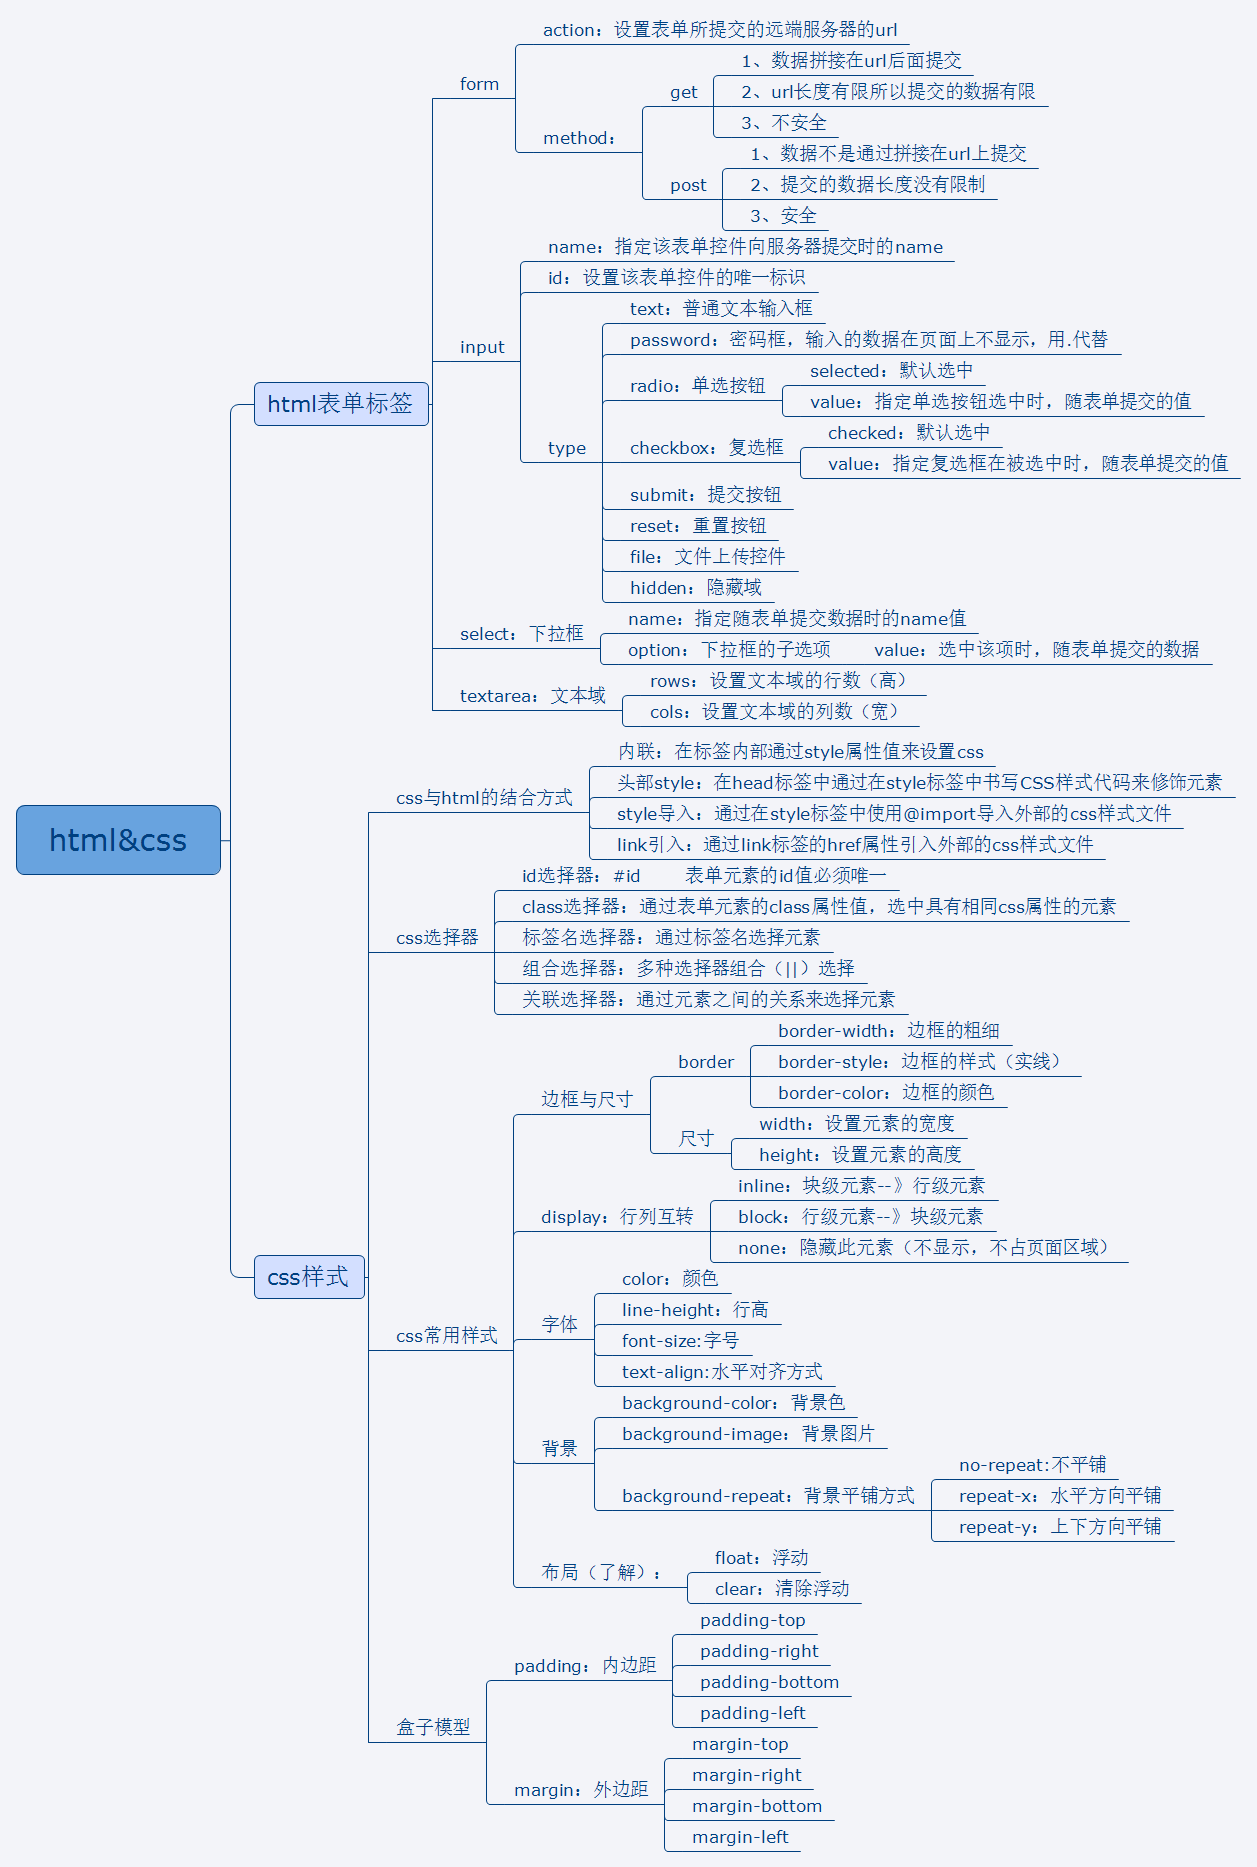 html&css
html表单标签
form
action：设置表单所提交的远端服务器的url
method：
get
1、数据拼接在url后面提交
2、url长度有限所以提交的数据有限
3、不安全
post
1、数据不是通过拼接在url上提交
2、提交的数据长度没有限制
3、安全
input
name：指定该表单控件向服务器提交时的name
id：设置该表单控件的唯一标识
type
text：普通文本输入框
password：密码框，输入的数据在页面上不显示，用.代替
radio：单选按钮
selected：默认选中
value：指定单选按钮选中时，随表单提交的值
checkbox：复选框
checked：默认选中
value：指定复选框在被选中时，随表单提交的值
submit：提交按钮
reset：重置按钮
file：文件上传控件
hidden：隐藏域
select：下拉框
name：指定随表单提交数据时的name值
option：下拉框的子选项
value：选中该项时，随表单提交的数据
textarea：文本域
rows：设置文本域的行数（高）
cols：设置文本域的列数（宽）
css样式
css与html的结合方式
内联：在标签内部通过style属性值来设置css
头部style：在head标签中通过在style标签中书写CSS样式代码来修饰元素
style导入：通过在style标签中使用@import导入外部的css样式文件
link引入：通过link标签的href属性引入外部的css样式文件
css选择器
id选择器：#id
表单元素的id值必须唯一
class选择器：通过表单元素的class属性值，选中具有相同css属性的元素
标签名选择器：通过标签名选择元素
组合选择器：多种选择器组合（||）选择
关联选择器：通过元素之间的关系来选择元素
css常用样式
边框与尺寸
border
border-width：边框的粗细
border-style：边框的样式（实线）
border-color：边框的颜色
尺寸
width：设置元素的宽度
height：设置元素的高度
display：行列互转
inline：块级元素--》行级元素
block：行级元素--》块级元素
none：隐藏此元素（不显示，不占页面区域）
字体
color：颜色
line-height：行高
font-size:字号
text-align:水平对齐方式
背景
background-color：背景色
background-image：背景图片
background-repeat：背景平铺方式
no-repeat:不平铺
repeat-x：水平方向平铺
repeat-y：上下方向平铺
布局（了解）：
float：浮动
clear：清除浮动
盒子模型
padding：内边距
padding-top
padding-right
padding-bottom
padding-left
margin：外边距
margin-top
margin-right
margin-bottom
margin-left